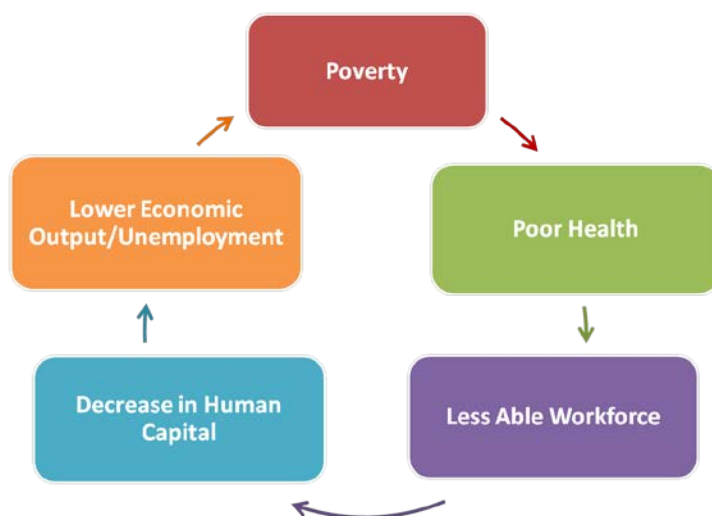 Poverty
Poor Health
Less Able Workforce
Decrease in Human
Capital
Lower Economic
Output/Unemployment